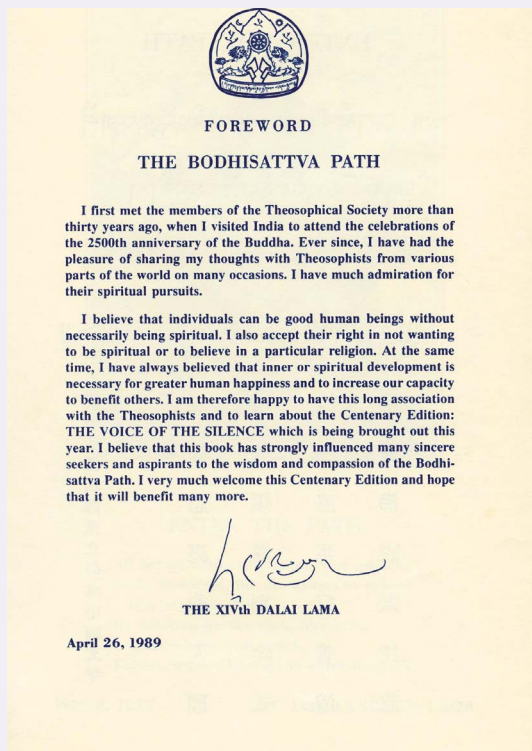 FOREWORD
THE BODHISATTVA PATH
I first met the members of the Theosophical Society more than
thirty years ago, when I visited India to attend the celebrations of
the 2500th anniversary of the Buddha. Ever since, I have had the
pleasure of sharing my thoughts with Theosophists from various
parts of the world on many occasions. I have much admiration for
their spiritual pursuits.
I believe that individuals can be good human beings without
necessarily being spiritual. I also accept their right in not wanting
to be spiritual or to believe in a particular religion. At the same
time, I have always believed that inner or spiritual development is
necessary for greater human happiness and to increase our capacity
to benefit others. I am therefore happy to have this long association
with the Theosophists and to learn about the Centenary Edition:
THE VOICE OF THE SILENCE which is being brought out this
year. I believe that this book has strongly influenced many sincere
seekers and aspirants to the wisdom and compassion of the Bodhi-
sattva Path. I very much welcome this Centenary Edition and hope
that it will benefit many more.
THE XIVth DALAI LAMA
April 26, 1989